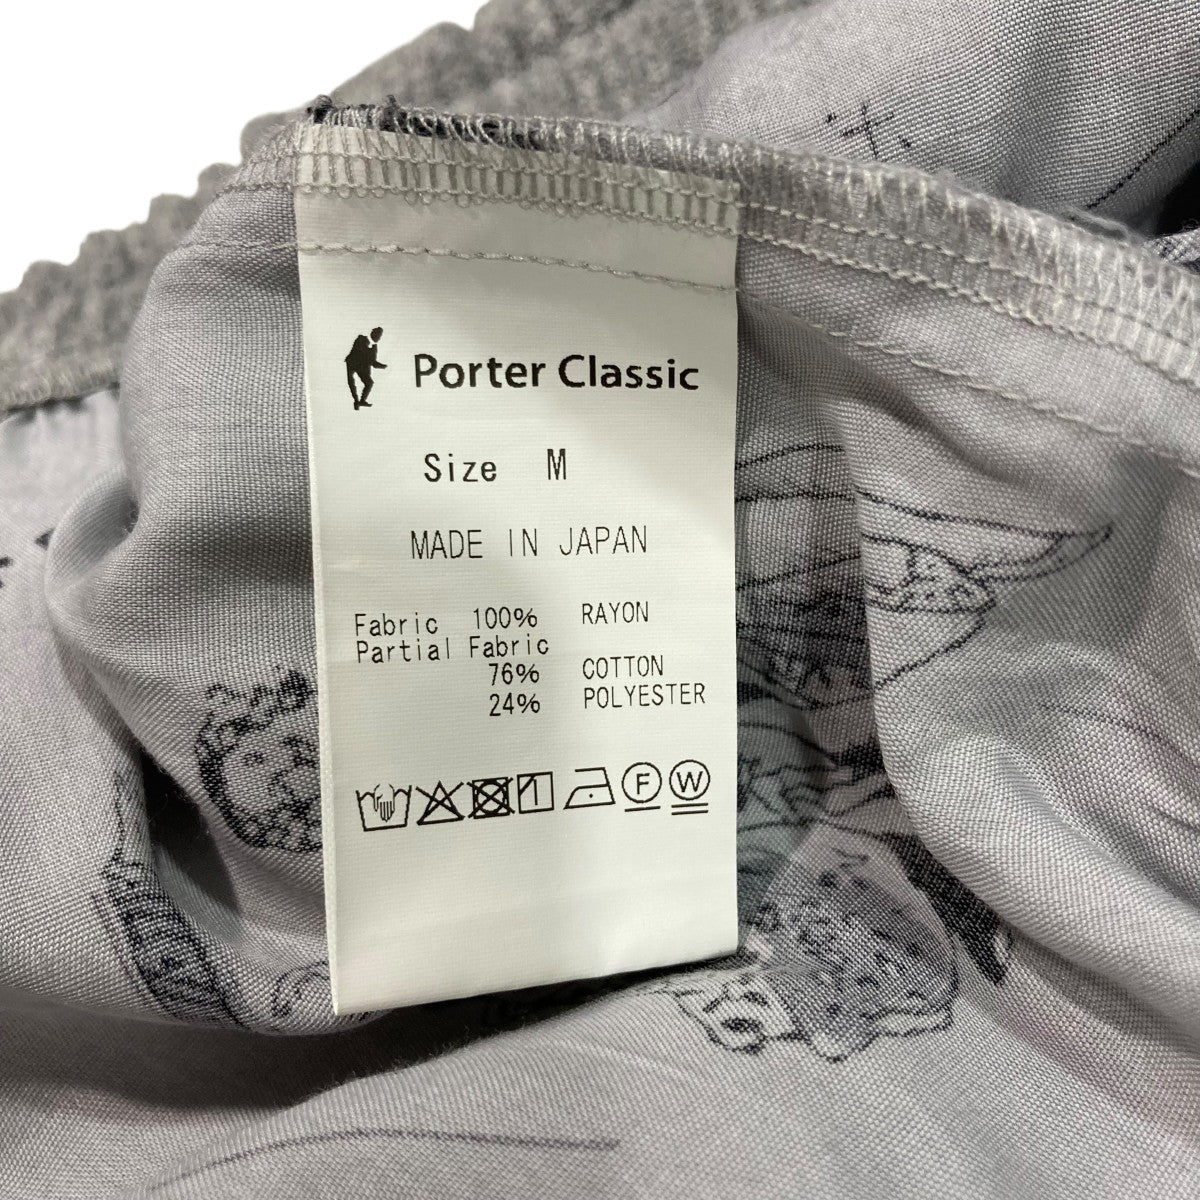 Porter Classic
Size M
MADE IN JAPAN
Fabric 100% RAYON
Partial Fabric
76% COTTON
24% POLYESTER
F W